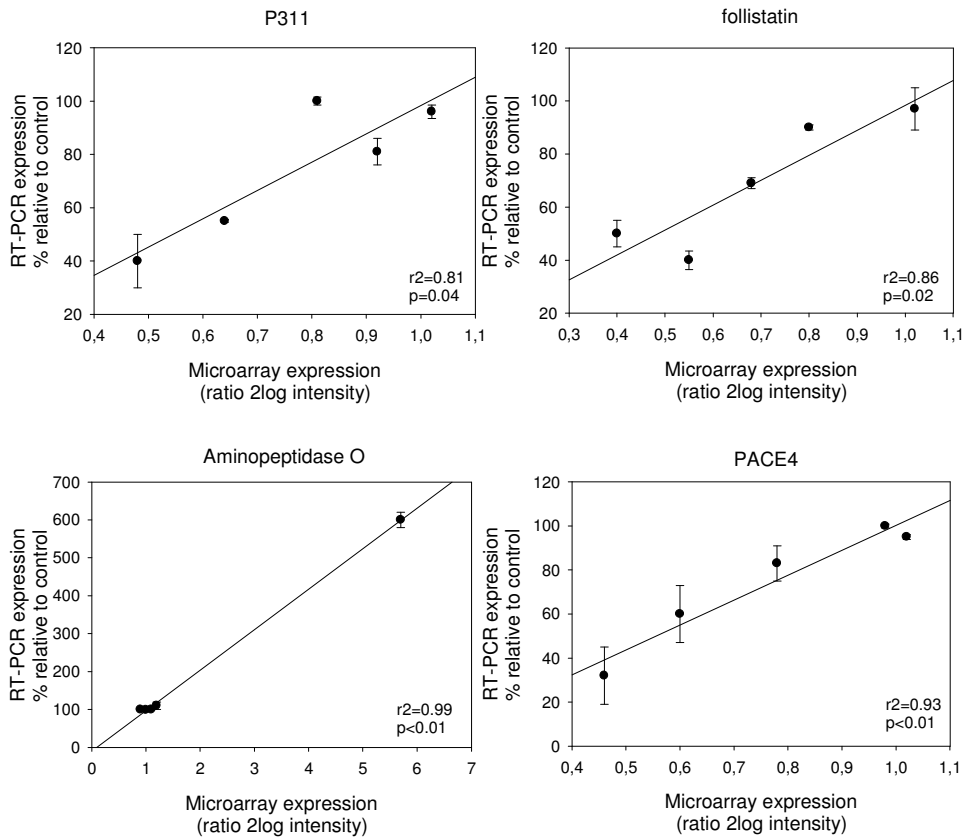 P311
120
100
80
60
40
20
0,4 0,5 0,6 0,7 0,8 0,9 1,0 1,1
RT-PCR expression
% relative to control
Microarray expression
(ratio 2log intensity)
r2=0.81
p=0.04
follistatin
120
100
80
60
40
20
0,3 0,4 0,5 0,6 0,7 0,8 0,9 1,0 1,1
RT-PCR expression
% relative to control
Microarray expression
(ratio 2log intensity)
r2=0.86
p=0.02
Aminopeptidase O
700
600
500
400
300
200
100
0
0 1 2 3 4 5 6 7
RT-PCR expression
% relative to control
Microarray expression
(ratio 2log intensity)
r2=0.99
p<0.01
PACE4
120
100
80
60
40
20
0
0,4 0,5 0,6 0,7 0,8 0,9 1,0 1,1
RT-PCR expression
% relative to control
Microarray expression
(ratio 2log intensity)
r2=0.93
p<0.01